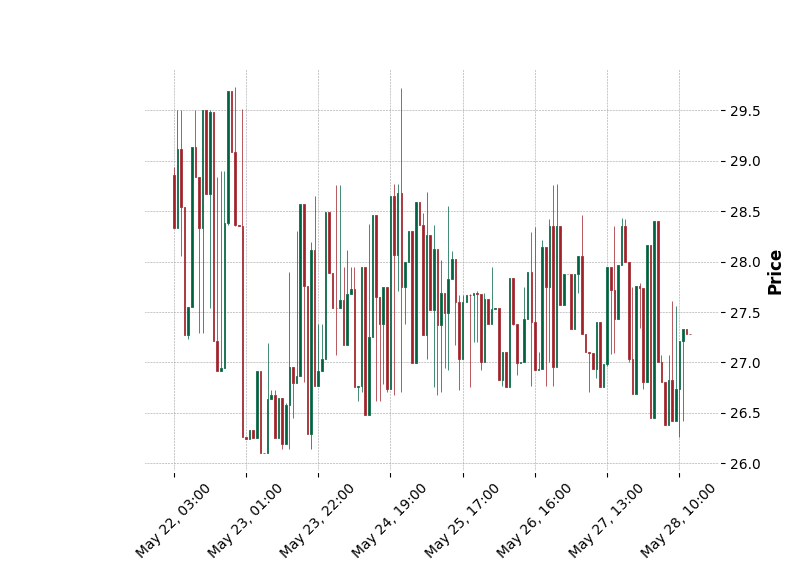 29.5
29.0
28.5
28.0
27.5
27.0
26.5
26.0
Price
May 22, 03:00
May 23, 01:00
May 23, 22:00
May 24, 19:00
May 25, 17:00
May 26, 16:00
May 27, 13:00
May 28, 10:00